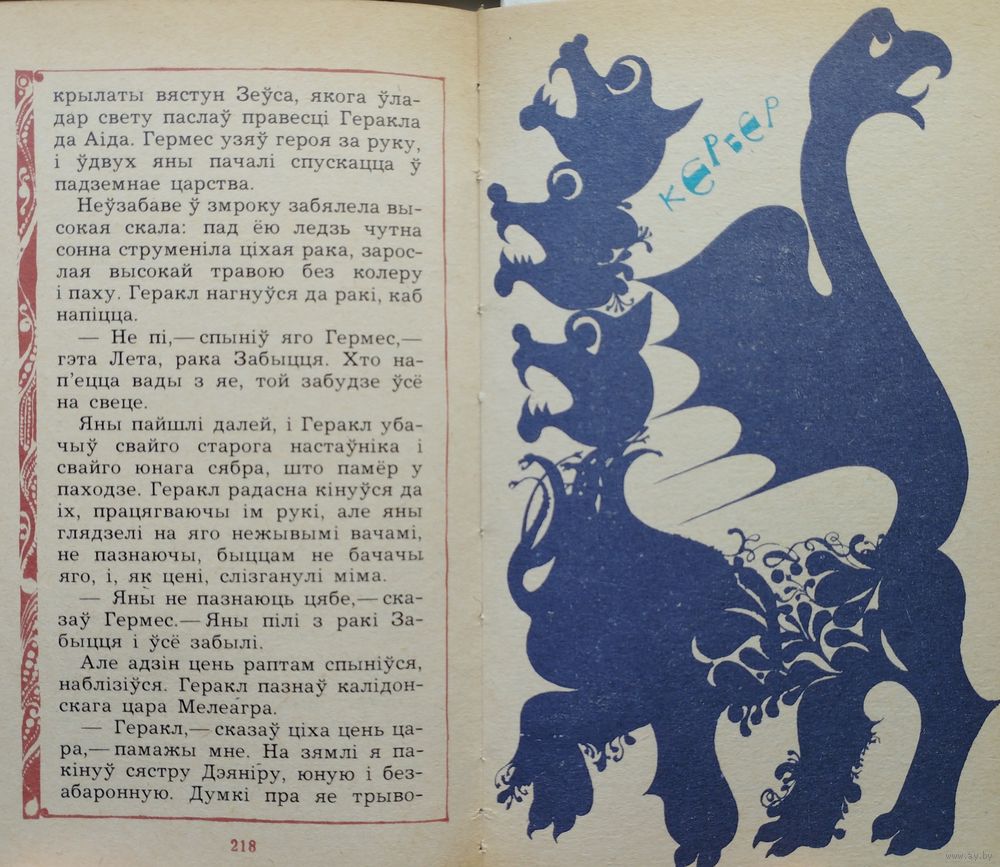 крылаты вястун Зеўса, якога ўла-
дар свету паслаў правесці Геракла
да Аіда. Гермес узяў героя за руку,
і ўдвух яны пачалі спускацца ў
падземнае царства.
Неўзабаве ў змроку забялела вы-
сокая скала: пад ёю ледзь чутна
сонна струменіла ціхая рака, зарос-
лая высокай травою без колеру
і паху. Геракл нагнуўся да ракі, каб
напіцца.
— Не пі,— спыніў яго Гермес,—
гэта Лета, рака Забыцця. Хто на-
п'ецца вады з яе, той забудзе ўсё
на свеце.
Яны пайшлі далей, і Геракл уба-
чыў свайго старога настаўніка і
свайго юнага сябра, што памёр у
паходзе. Геракл радасна кінуўся да
іх, працягваючы ім рукі, але яны
глядзелі на яго нежывымі вачамі,
не пазнаючы, быццам не бачачы
яго, і, як цені, слізганулі міма.
— Яны не пазнаюць цябе,— ска-
заў Гермес.— Яны пілі з ракі За-
быцця і ўсё забылі.
Але адзін цень раптам спыніўся,
наблізіўся. Геракл пазнаў калідон-
скага цара Мелеагра.
— Геракл,— сказаў ціха цень ца-
ра,— памажы мне. На зямлі я па-
кінуў сястру Дэяніру, юную і без-
абаронную. Думкі пра яе трыво-
218
КЕРБЕР
www.ay.by